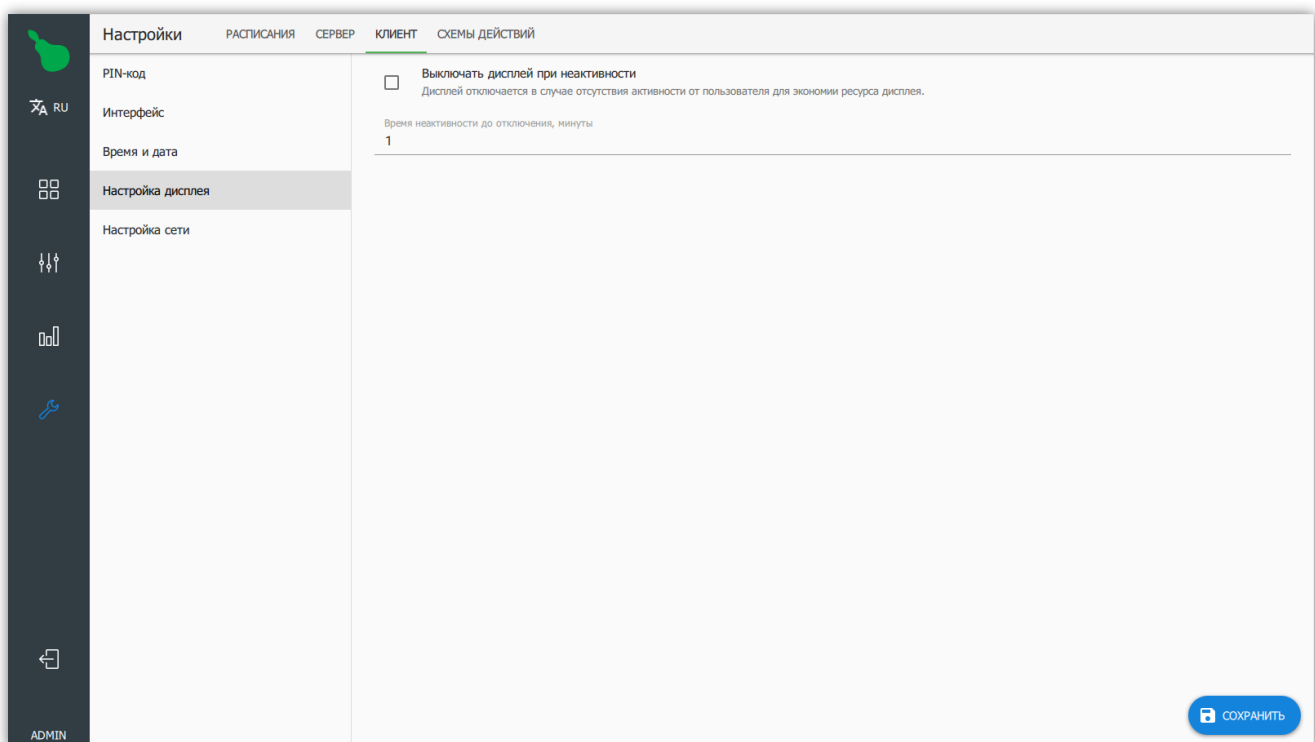 Настройки РАСПИСАНИЯ СЕРВЕР КЛИЕНТ СХЕМЫ ДЕЙСТВИЙ
RU
PIN-код
Интерфейс
Время и дата
Настройка дисплея
Настройка сети
Выключать дисплей при неактивности
Дисплей отключается в случае отсутствия активности от пользователя для экономии ресурса дисплея.
Время неактивности до отключения, минуты
1
СОХРАНИТЬ
ADMIN